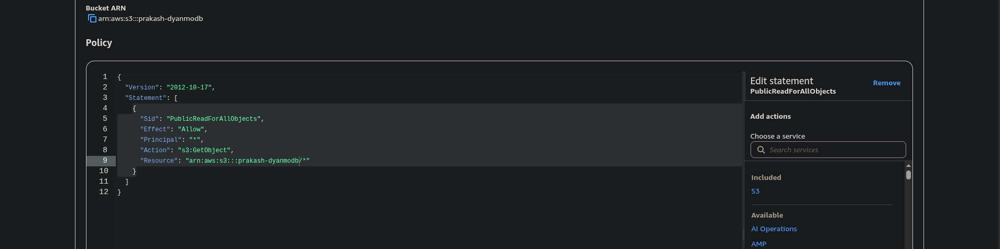 Bucket ARN
arn:aws:s3:::prakash-dyanmodb
Policy
1 {
2 "Version": "2012-10-17",
3 "Statement": [
4 {
5 "Sid": "PublicReadForAllObjects",
6 "Effect": "Allow",
7 "Principal": "*",
8 "Action": "s3:GetObject",
9 "Resource": "arn:aws:s3:::prakash-dyanmodb/*"
10 }
11 ]
12 }
Edit statement
Remove
PublicReadForAllObjects
Add actions
Choose a service
Search services
Included
S3
Available
AI Operations
AMP